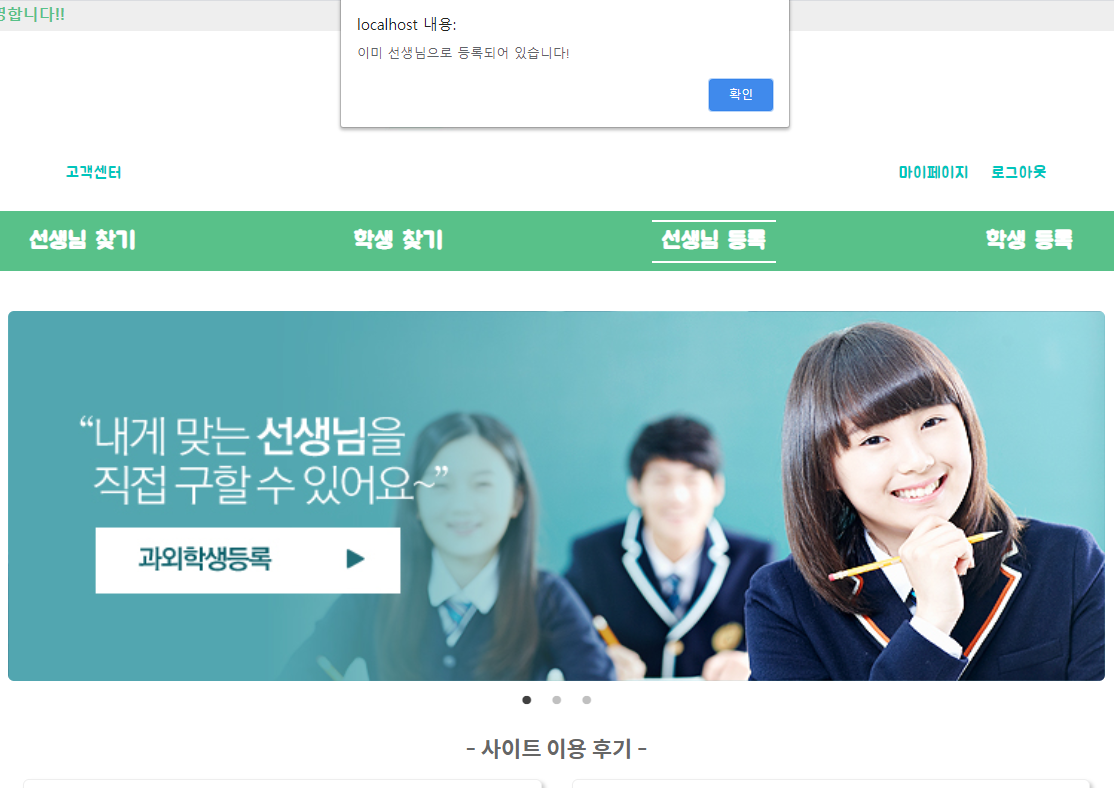 합니다!!
localhost 내용:
이미 선생님으로 등록되어 있습니다!
확인
고객센터
마이페이지 로그아웃
선생님 찾기 학생 찾기 선생님 등록 학생 등록
“내게 맞는 선생님을
직접 구할 수 있어요~”
과외학생등록
- 사이트 이용 후기 -